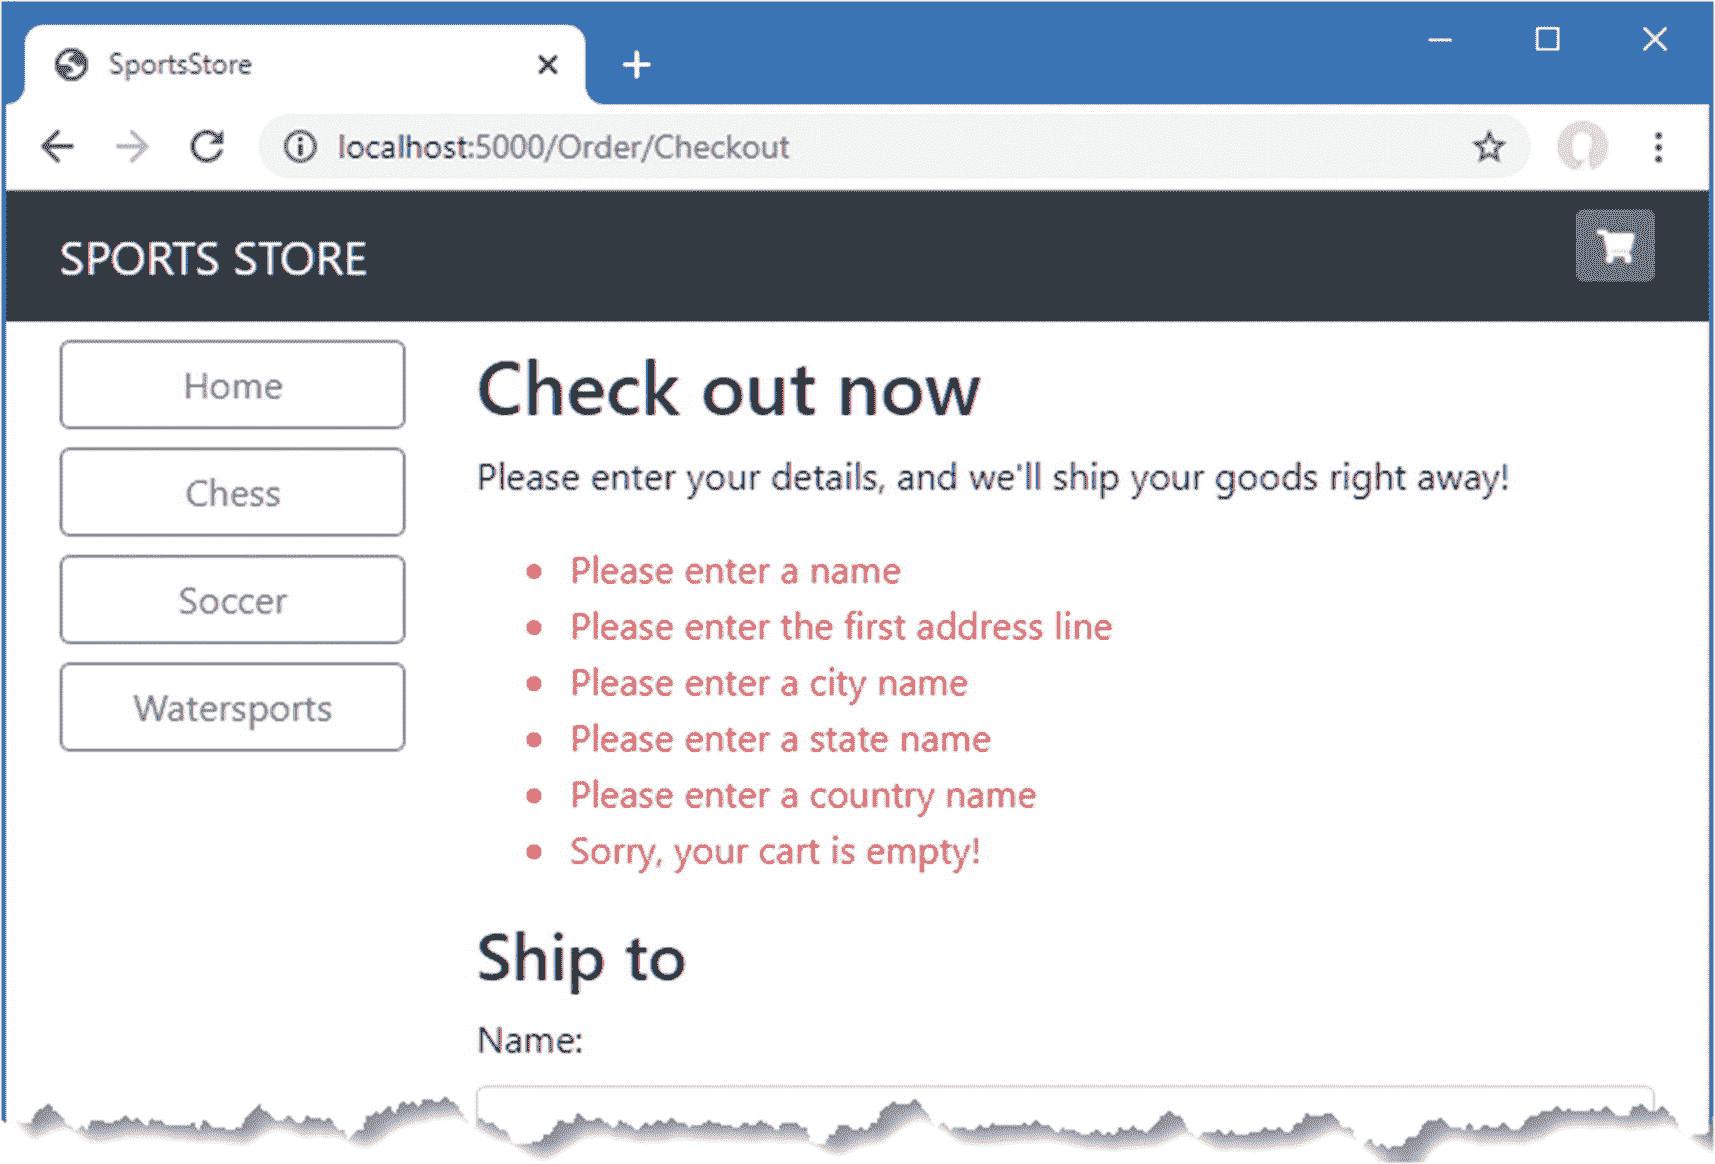 SportsStore
localhost:5000/Order/Checkout
SPORTS STORE
Home
Chess
Soccer
Watersports
Check out now
Please enter your details, and we'll ship your goods right away!
Please enter a name
Please enter the first address line
Please enter a city name
Please enter a state name
Please enter a country name
Sorry, your cart is empty!
Ship to
Name: